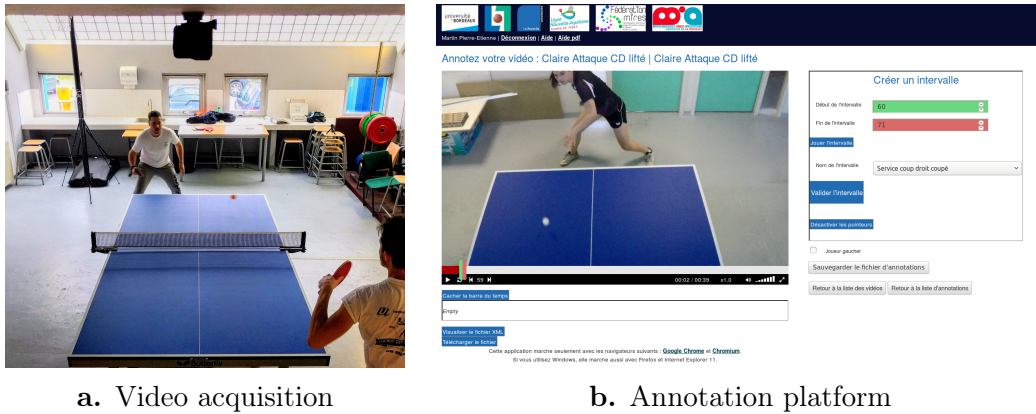 université
de BORDEAUX
Fédération
mires
Martin Pierre-Etienne | Déconnexion | Aide | Aide pdf
Annotez votre vidéo : Claire Attaque CD lifté | Claire Attaque CD lifté
Créer un intervalle
Début de l'intervalle
60
Fin de l'intervalle
71
Jouer l'intervalle
Nom de l'intervalle
Service coup droit coupé
Valider l'intervalle
Désactiver les pointeurs
Joueur gaucher
Sauvegarder le fichier d'annotations
Retour à la liste des vidéos
Retour à la liste d'annotations
59
00:02 / 00:39
x1.0
Cacher la barre du temps
Empty
Visualiser le fichier XML
Télécharger le fichier
Cette application marche seulement avec les navigateurs suivants : Google Chrome et Chromium.
Si vous utilisez Windows, elle marche aussi avec Firefox et Internet Explorer 11.
a. Video acquisition
b. Annotation platform